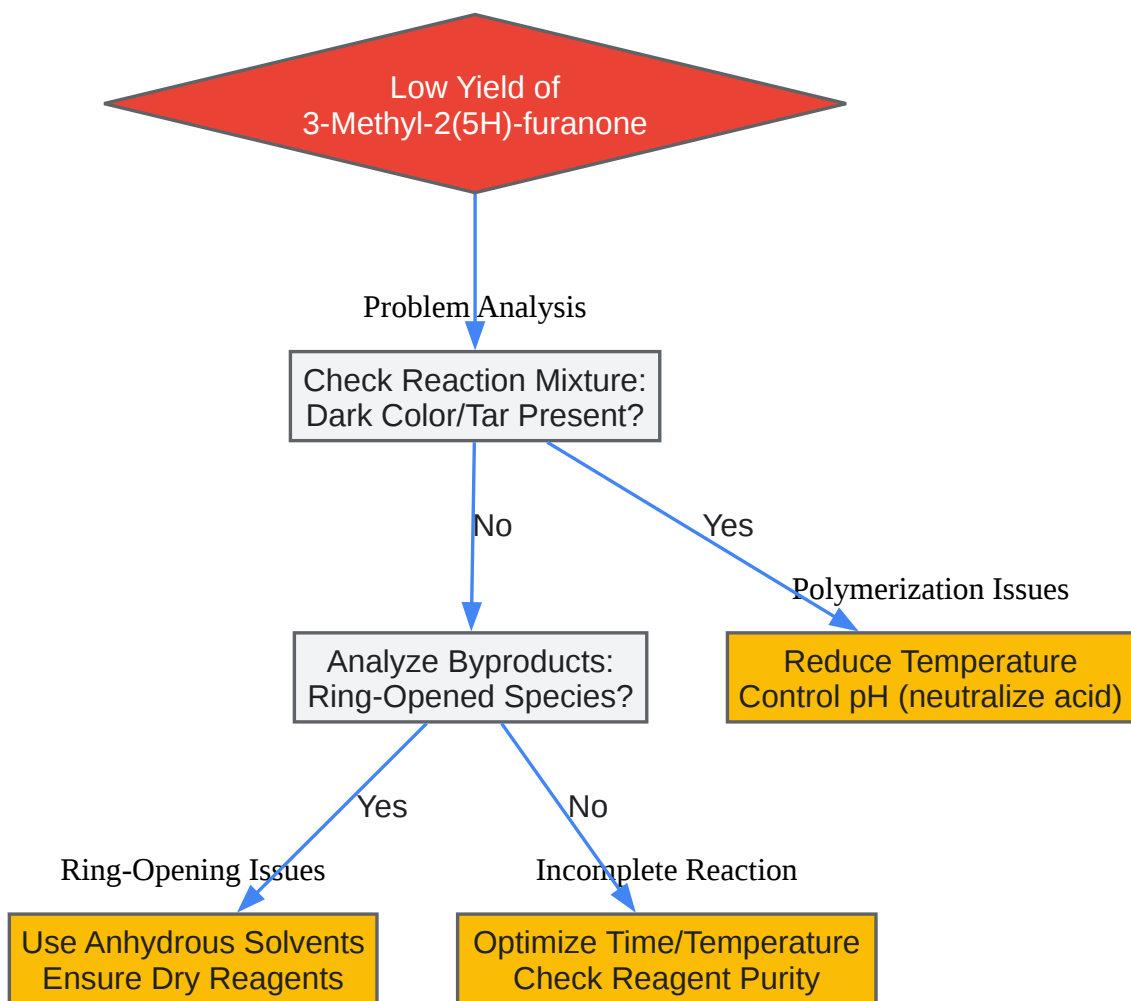 Low Yield of
3-Methyl-2(5H)-furanone
Problem Analysis
Check Reaction Mixture:
Dark Color/Tar Present?
No
Yes
Polymerization Issues
Analyze Byproducts:
Ring-Opened Species?
Reduce Temperature
Control pH (neutralize acid)
Yes
No
Ring-Opening Issues
Incomplete Reaction
Use Anhydrous Solvents
Ensure Dry Reagents
Optimize Time/Temperature
Check Reagent Purity